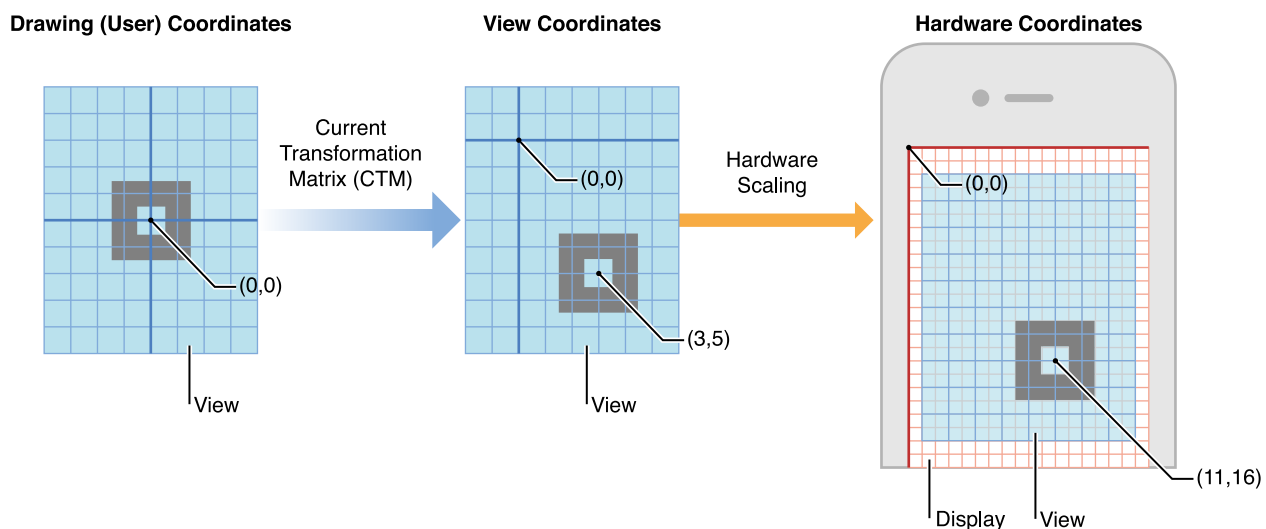 Drawing (User) Coordinates
View Coordinates
Hardware Coordinates
Current
Transformation
Matrix (CTM)
Hardware
Scaling
(0,0)
(0,0)
(0,0)
(3,5)
View
View
(11,16)
Display
View